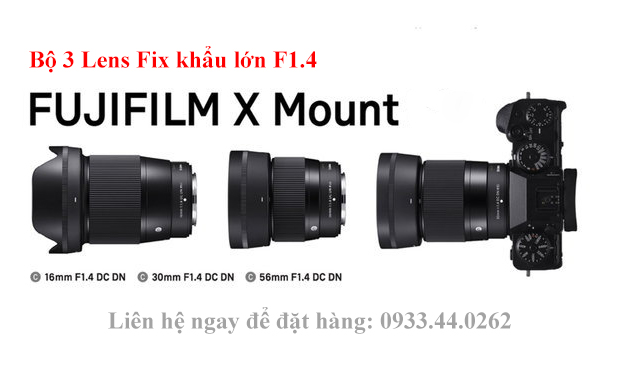 Bộ 3 Lens Fix khẩu lớn F1.4
FUJIFILM X Mount
C 16mm F1.4 DC DN C 30mm F1.4 DC DN C 56mm F1.4 DC DN
Liên hệ ngay để đặt hàng: 0933.44.0262